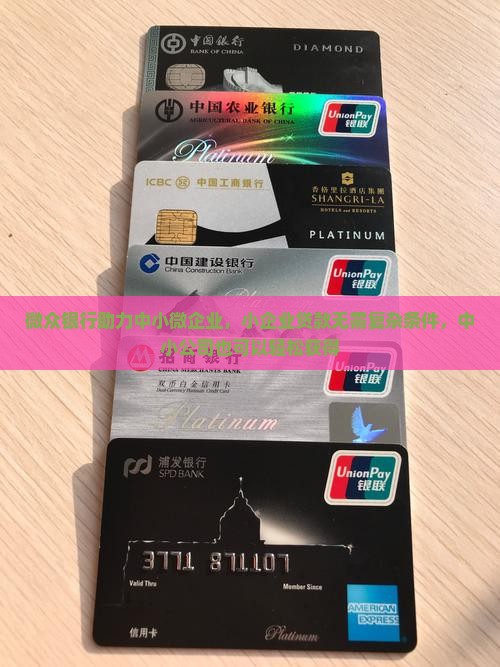 中国银行
BANK OF CHINA
DIAMOND
中国农业银行
AGRICULTURAL BANK OF CHINA
UnionPay
银联
Platinum
ICBC 中国工商银行
香格里拉酒店集團
SHANGRI-LA
HOTELS and RESORTS
PLATINUM
中国建设银行
China Construction Bank
UnionPay
银联
微众银行助力中小微企业，小企业贷款无需复杂条件，中
小公司也可以轻松获得
招商银行
CHINA MERCHANTS BANK
UnionPay
银联
双币白金信用卡
Dual-Currency Platinum Credit Card
Platinum
浦发银行
SPD BANK
UnionPay
银联
Valid Thru
Member Since
AMERICAN
EXPRESS
信用卡
Platinum